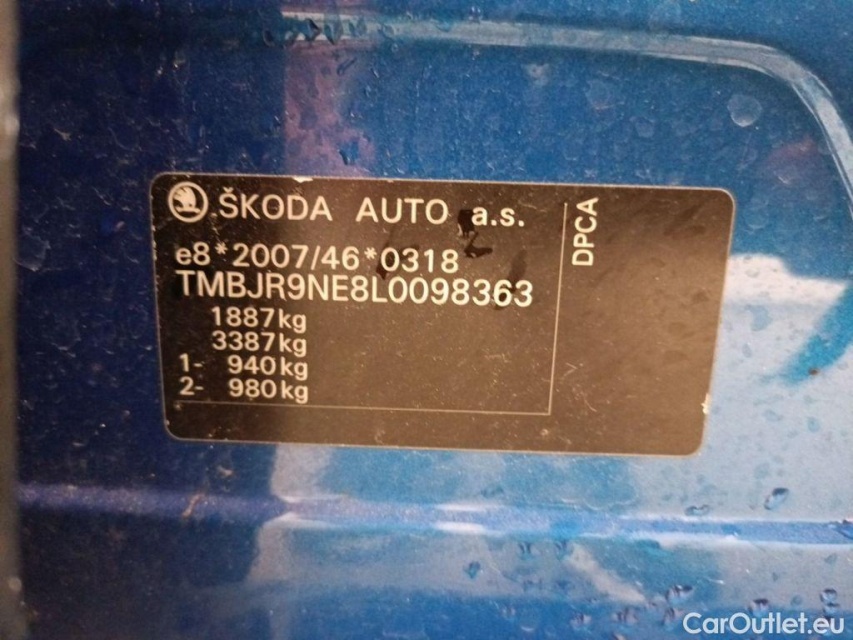 ŠKODA AUTO a.s.
e8*2007/46*0318
TMBJR9NE8L0098363
1887kg
3387kg
1- 940kg
2- 980kg
DPCA
CarOutlet.eu